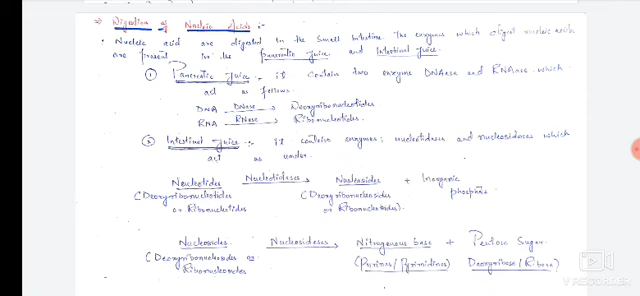 ⇒ Digestion of Nucleic Acids :-
• Nucleic acid are digested in the small intestine. The enzymes which digest nucleic acids
are present in the pancreatic juice and intestinal juice.
① Pancreatic Juice :- it contain two enzyme DNAase and RNAase which
act as follows.
DNA DNase → Deoxyribonucleotides
RNA RNase → Ribonucleotides.
② Intestinal Juice :- it contains enzymes; nucleotidases and nucleosidases which
act as under.
Neucleotides Nucleotidases → Nucleosides + Inorganic
phosphate
(Deoxyribonucleotides (Deoxyribonucleosides
or Ribonucleotides) or Ribonucleosides).
Nucleosides Nucleosidases → Nitrogenous base + Pentose Sugar
(Deoxyribonucleosides or (Purines/Pyrimidines) Deoxyribose/Ribose)
Ribonucleosides
V RECORDER